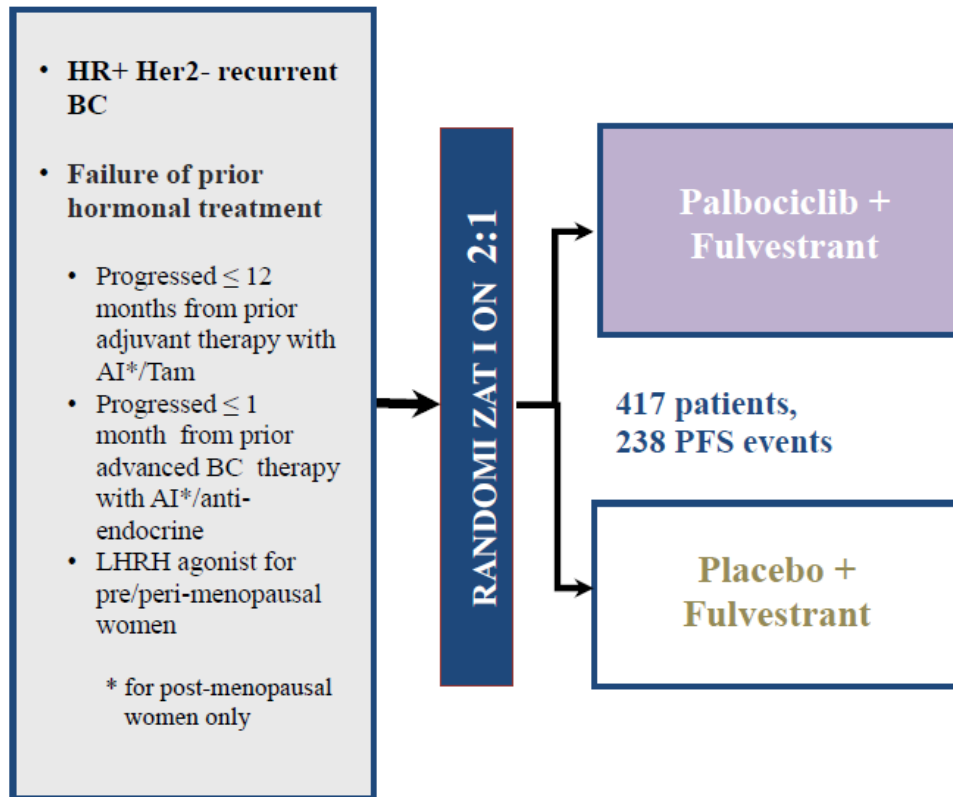 • HR+ Her2- recurrent
BC
• Failure of prior
hormonal treatment
• Progressed ≤ 12
months from prior
adjuvant therapy with
AI*/Tam
• Progressed ≤ 1
month from prior
advanced BC therapy
with AI*/anti-
endocrine
• LHRH agonist for
pre/peri-menopausal
women
* for post-menopausal
women only
RANDOMIZAT I ON 2:1
Palbociclib +
Fulvestrant
417 patients,
238 PFS events
Placebo +
Fulvestrant